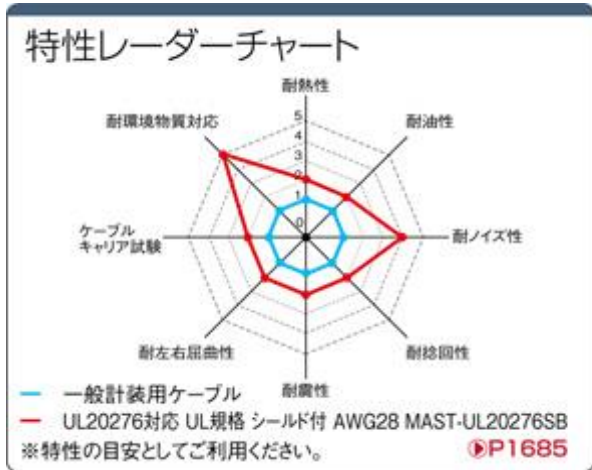 特性レーダーチャート
耐熱性
耐環境物質対応
耐油性
5
4
3
2
1
0
ケーブル
キャリア試験
耐ノイズ性
耐左右屈曲性
耐捻回性
耐震性
一般計装用ケーブル
UL20276対応 UL規格 シールド付 AWG28 MAST-UL20276SB
※特性の目安としてご利用ください。
P1685